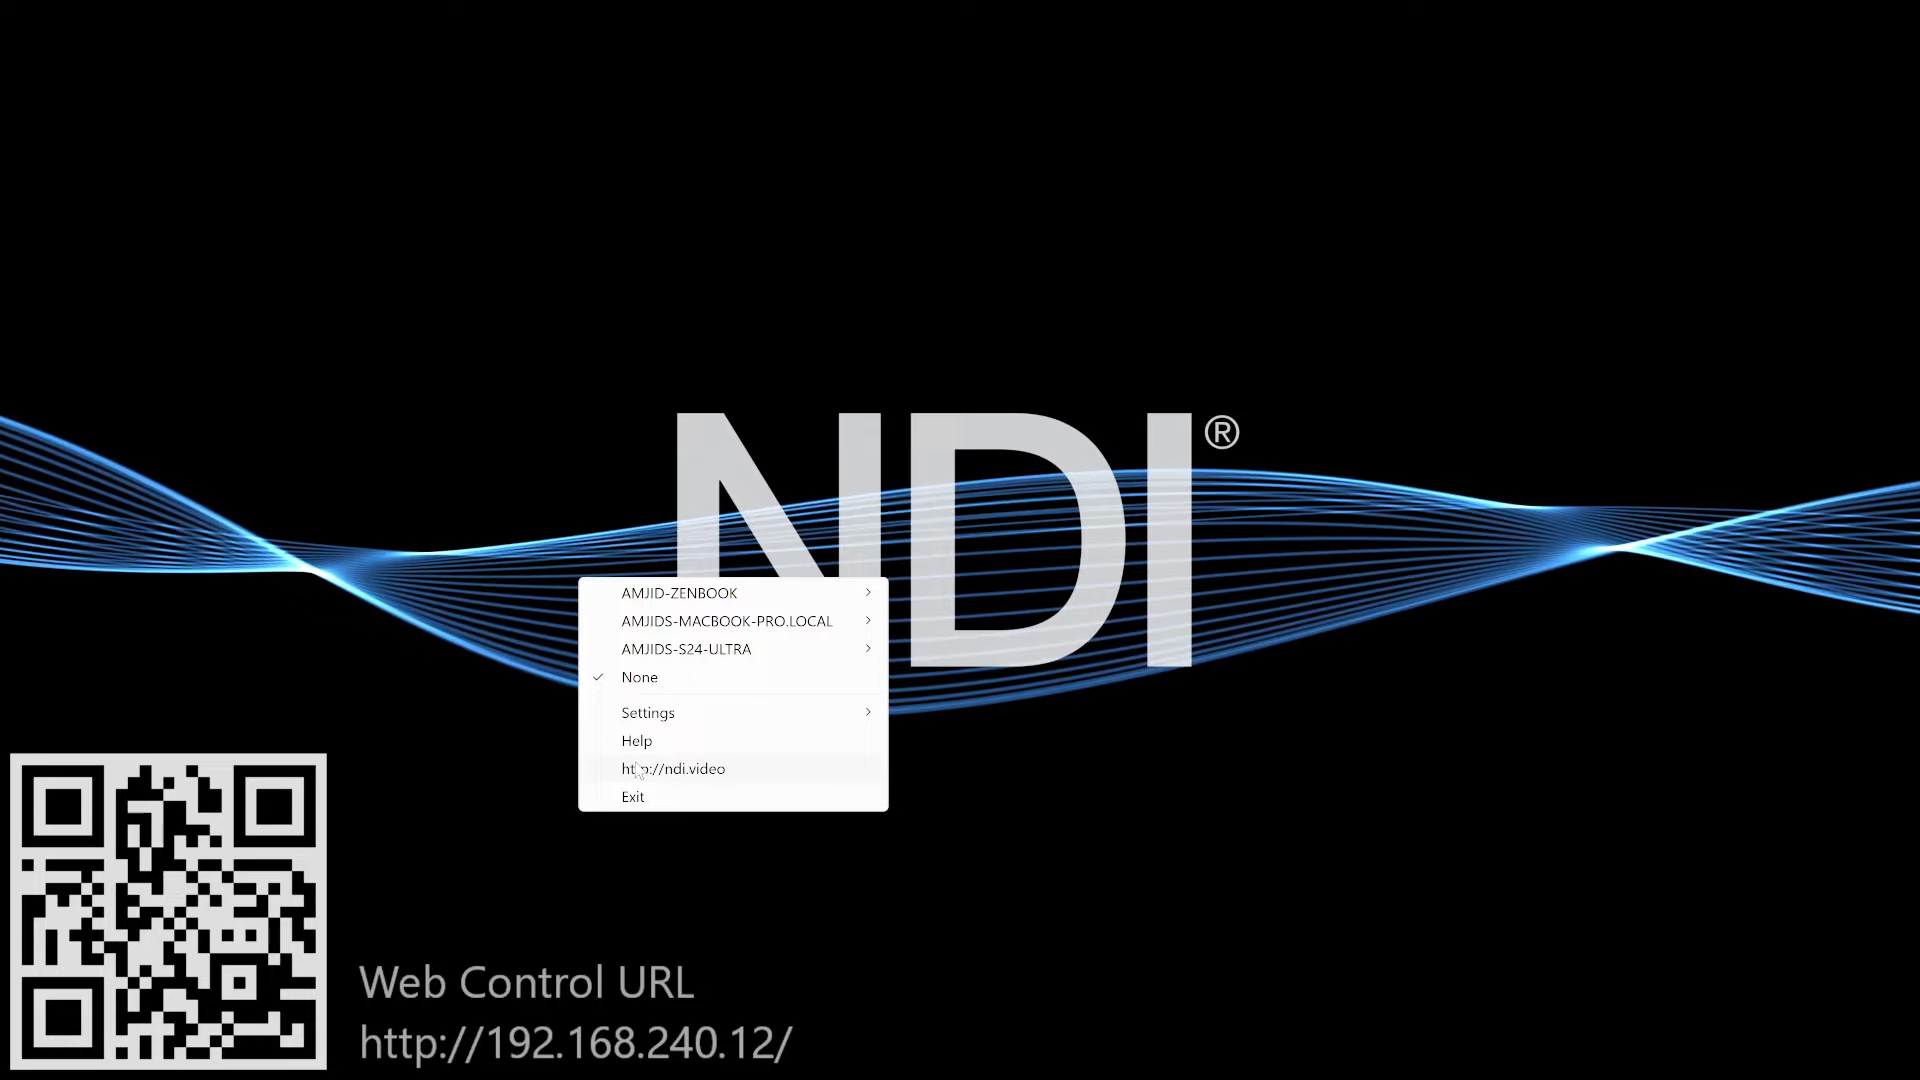 NDI®
AMJID-ZENBOOK
AMJIDS-MACBOOK-PRO.LOCAL
AMJIDS-S24-ULTRA
None
Settings
Help
http://ndi.video
Exit
Web Control URL
http://192.168.240.12/